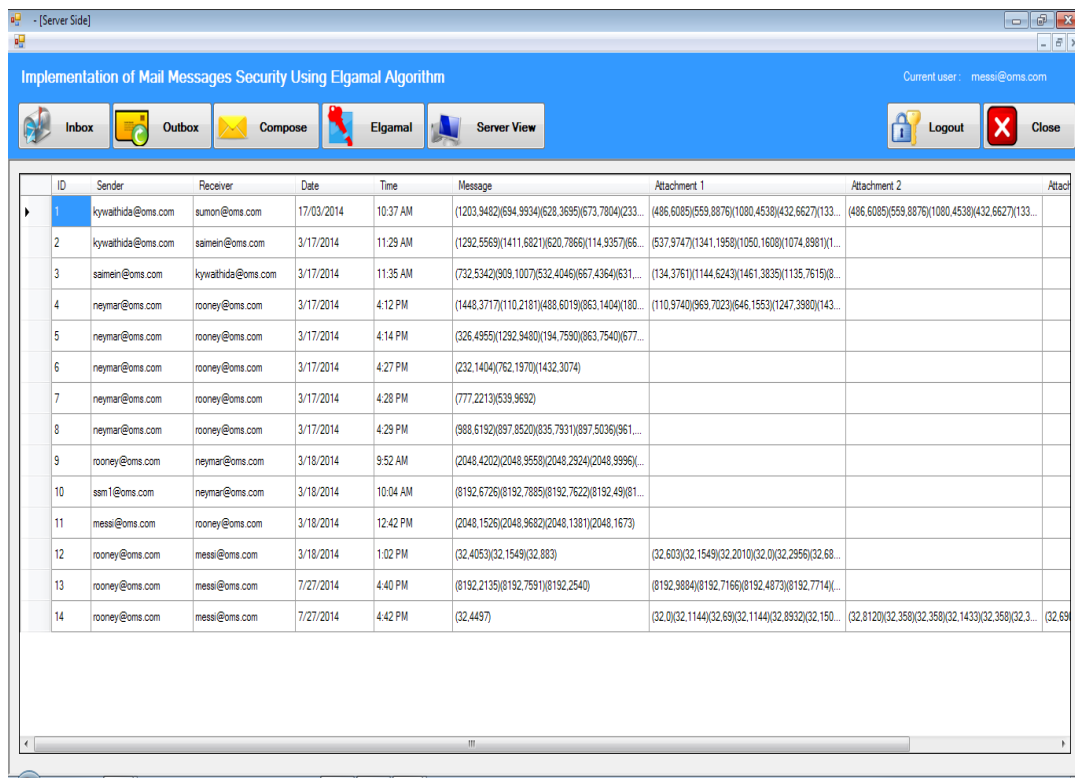 - [Server Side]
Implementation of Mail Messages Security Using Elgamal Algorithm
Current user : messi@oms.com
Inbox Outbox Compose Elgamal Server View Logout Close
ID Sender Receiver Date Time Message Attachment 1 Attachment 2 Attach
1 kywaithida@oms.com sumon@oms.com 17/03/2014 10:37 AM (1203,9482)(694,9934)(628,3695)(673,7804)(233... (486,6085)(559,8876)(1080,4538)(432,6627)(133... (486,6085)(559,8876)(1080,4538)(432,6627)(133...
2 kywaithida@oms.com saimein@oms.com 3/17/2014 11:29 AM (1292,5569)(1411,6821)(620,7866)(114,9357)(66... (537,9747)(1341,1958)(1050,1608)(1074,8981)(1...
3 saimein@oms.com kywaithida@oms.com 3/17/2014 11:35 AM (732,5342)(909,1007)(532,4046)(667,4364)(631,... (134,3761)(1144,6243)(1461,3835)(1135,7615)(8...
4 neymar@oms.com rooney@oms.com 3/17/2014 4:12 PM (1448,3717)(110,2181)(488,6019)(863,1404)(180... (110,9740)(969,7023)(646,1553)(1247,3980)(143...
5 neymar@oms.com rooney@oms.com 3/17/2014 4:14 PM (326,4955)(1292,9480)(194,7590)(863,7540)(677...
6 neymar@oms.com rooney@oms.com 3/17/2014 4:27 PM (232,1404)(762,1970)(1432,3074)
7 neymar@oms.com rooney@oms.com 3/17/2014 4:28 PM (777,2213)(539,9692)
8 neymar@oms.com rooney@oms.com 3/17/2014 4:29 PM (988,6192)(897,8520)(835,7931)(897,5036)(961,...
9 rooney@oms.com neymar@oms.com 3/18/2014 9:52 AM (2048,4202)(2048,9558)(2048,2924)(2048,9996)(...
10 ssm1@oms.com neymar@oms.com 3/18/2014 10:04 AM (8192,6726)(8192,7885)(8192,7622)(8192,49)(81...
11 messi@oms.com rooney@oms.com 3/18/2014 12:42 PM (2048,1526)(2048,9682)(2048,1381)(2048,1673)
12 rooney@oms.com messi@oms.com 3/18/2014 1:02 PM (32,4053)(32,1549)(32,883) (32,603)(32,1549)(32,2010)(32,0)(32,2956)(32,68...
13 rooney@oms.com messi@oms.com 7/27/2014 4:40 PM (8192,2135)(8192,7591)(8192,2540) (8192,9884)(8192,7166)(8192,4873)(8192,7714)(...
14 rooney@oms.com messi@oms.com 7/27/2014 4:42 PM (32,4497) (32,0)(32,1144)(32,69)(32,1144)(32,8932)(32,150... (32,8120)(32,358)(32,358)(32,1433)(32,358)(32,3... (32,69